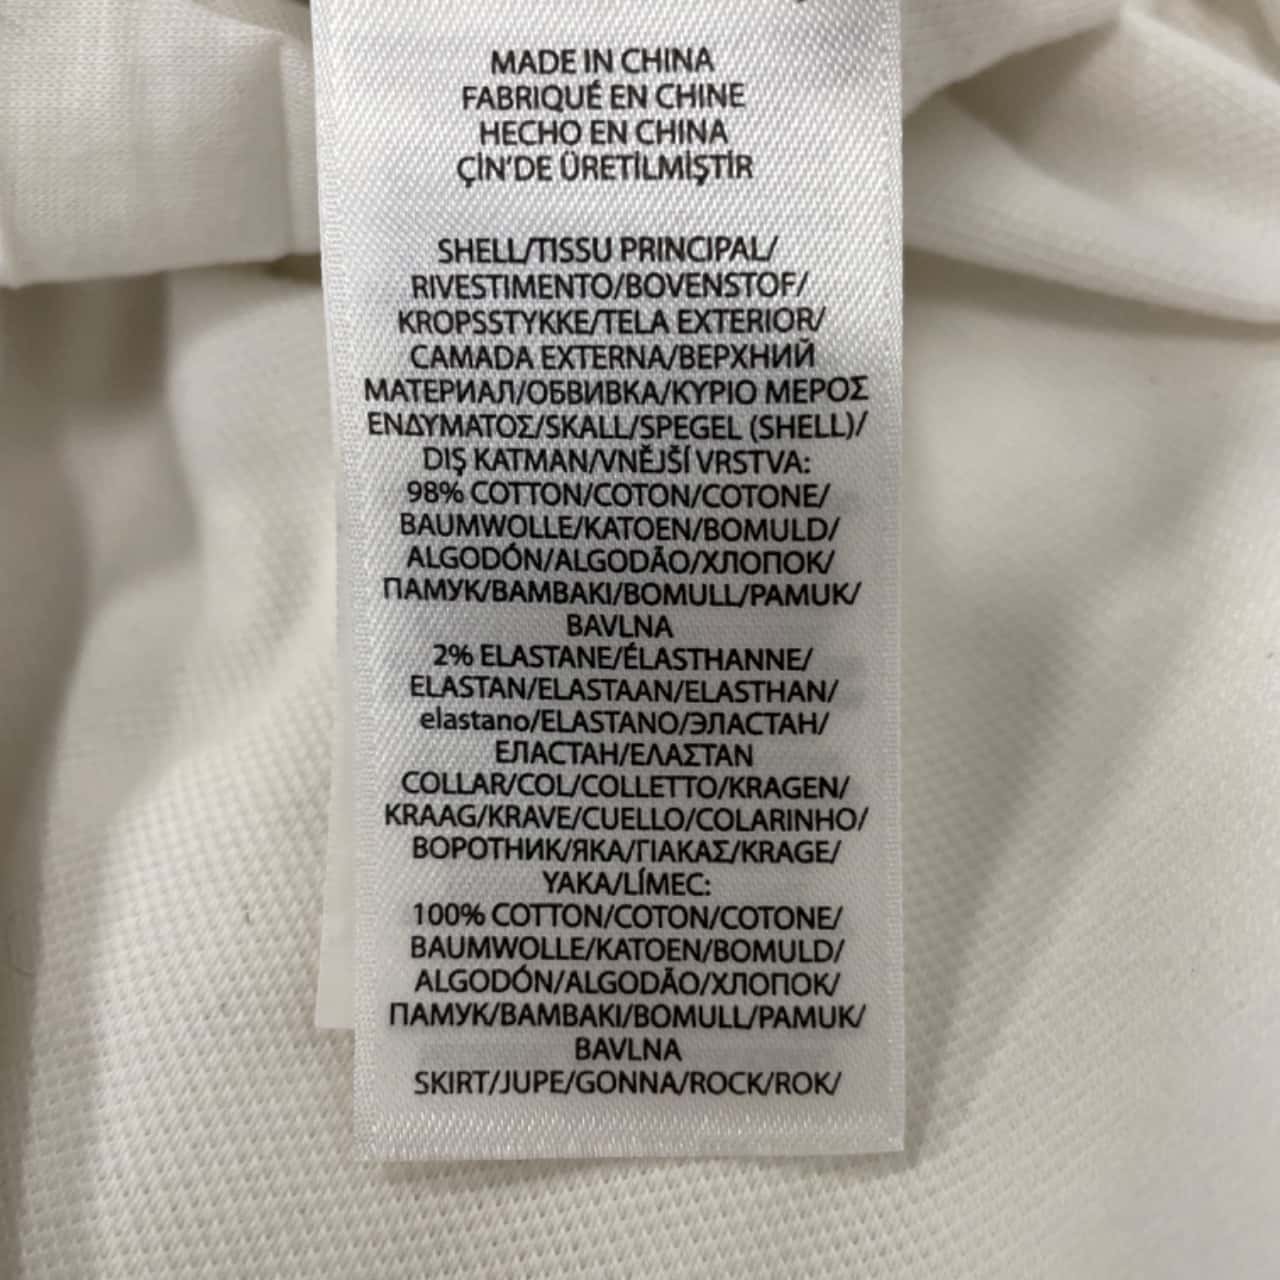 MADE IN CHINA
FABRIQUÉ EN CHINE
HECHO EN CHINA
ÇİN'DE ÜRETİLMİŞTİR
SHELL/TISSU PRINCIPAL/
RIVESTIMENTO/BOVENSTOF/
KROPSSTYKKE/TELA EXTERIOR/
CAMADA EXTERNA/ВЕРХНИЙ
МАТЕРИАЛ/ОБВИВКА/ΚΥΡΙΟ ΜΕΡΟΣ
ΕΝΔΥΜΑΤΟΣ/SKALL/SPEGEL (SHELL)/
DIŞ KATMAN/VNĚJŠÍ VRSTVA:
98% COTTON/COTON/COTONE/
BAUMWOLLE/KATOEN/BOMULD/
ALGODÓN/ALGODÃO/ХЛОПОК/
ПАМУК/ΒΑΜΒΑΚΙ/BOMULL/PAMUK/
BAVLNA
2% ELASTANE/ÉLASTHANNE/
ELASTAN/ELASTAAN/ELASTHAN/
elastano/ELASTANO/ЭЛАСТАН/
ЕЛАСТАН/ΕΛΑΣΤΑΝ
COLLAR/COL/COLLETTO/KRAGEN/
KRAAG/KRAVE/CUELLO/COLARINHO/
ВОРОТНИК/ЯКА/ΓΙΑΚΑΣ/KRAGE/
YAKA/LÍMEC:
100% COTTON/COTON/COTONE/
BAUMWOLLE/KATOEN/BOMULD/
ALGODÓN/ALGODÃO/ХЛОПОК/
ПАМУК/ΒΑΜΒΑΚΙ/BOMULL/PAMUK/
BAVLNA
SKIRT/JUPE/GONNA/ROCK/ROK/